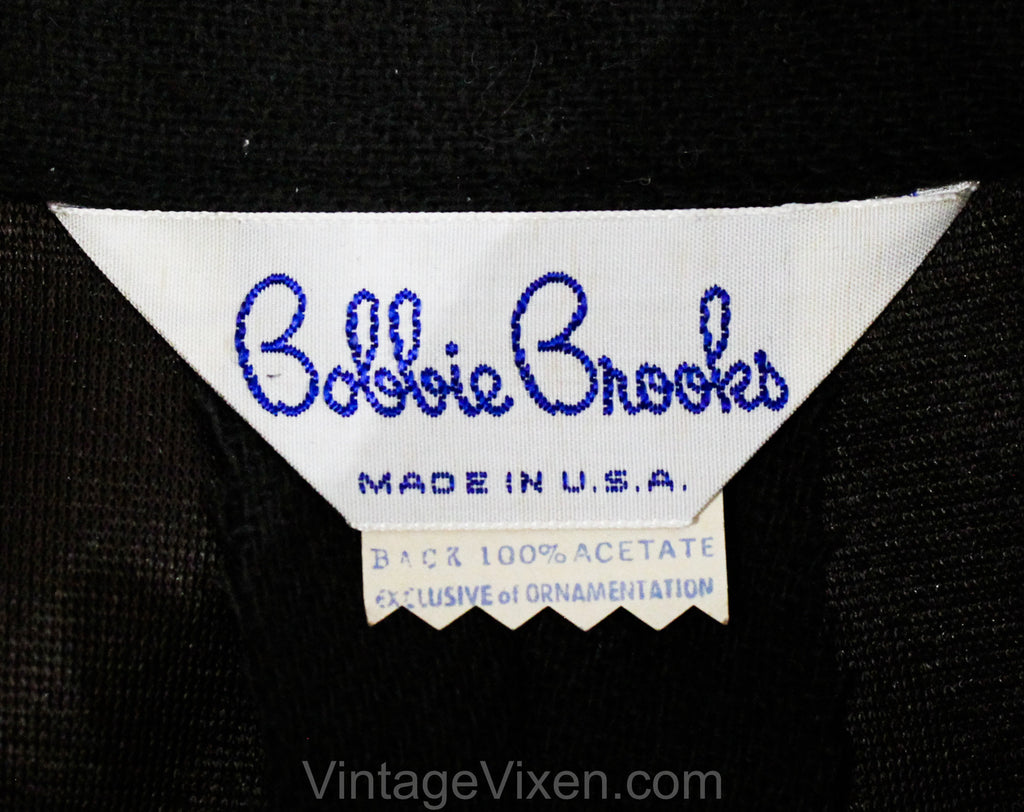 Bobbie Brooks
MADE IN U.S.A.
BACK 100% ACETATE
EXCLUSIVE of ORNAMENTATION
VintageVixen.com